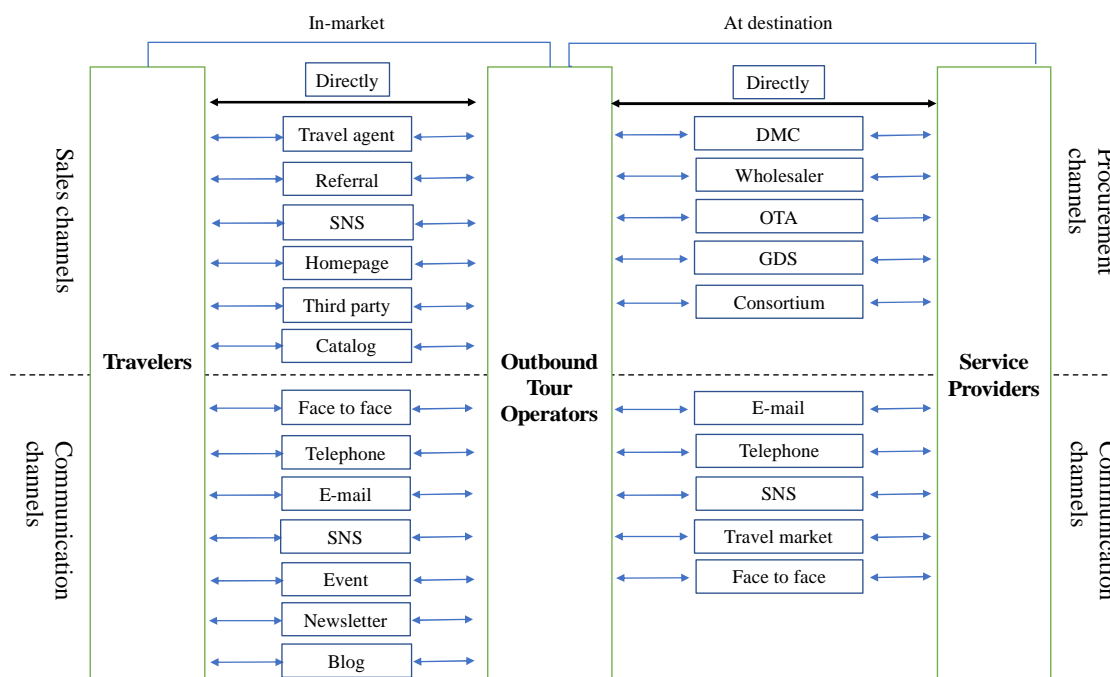 In-market
At destination
Directly
Directly
Travel agent
DMC
Referral
Wholesaler
SNS
OTA
Homepage
GDS
Third party
Consortium
Catalog
Sales channels
Procurement
channels
Travelers
Outbound
Tour
Operators
Service
Providers
Face to face
E-mail
Telephone
Telephone
E-mail
SNS
SNS
Travel market
Event
Face to face
Newsletter
Blog
Communication
channels
Communication
channels